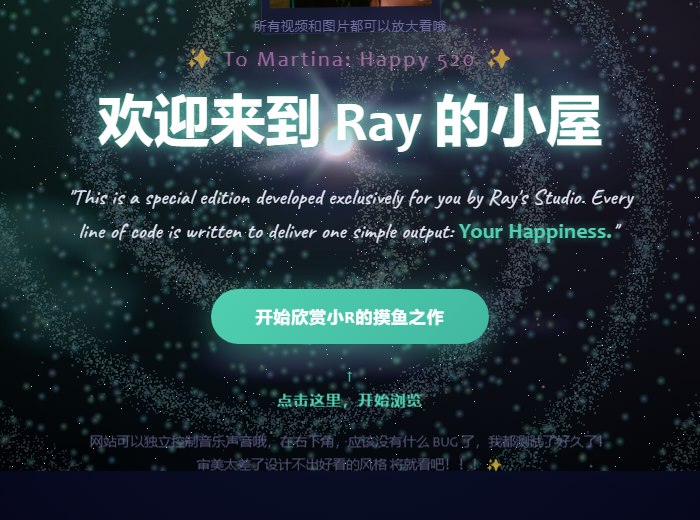 所有视频和图片都可以放大看哦
✨ To Martina: Happy 520 ✨
欢迎来到 Ray 的小屋
"This is a special edition developed exclusively for you by Ray's Studio. Every
line of code is written to deliver one simple output: Your Happiness."
开始欣赏小R的摸鱼之作
↑
点击这里，开始浏览
网站可以独立控制音乐声音哦，在右下角，应该没有什么 BUG 了，我都测试了好久了！
审美太差了设计不出好看的风格 将就看吧！！！✨